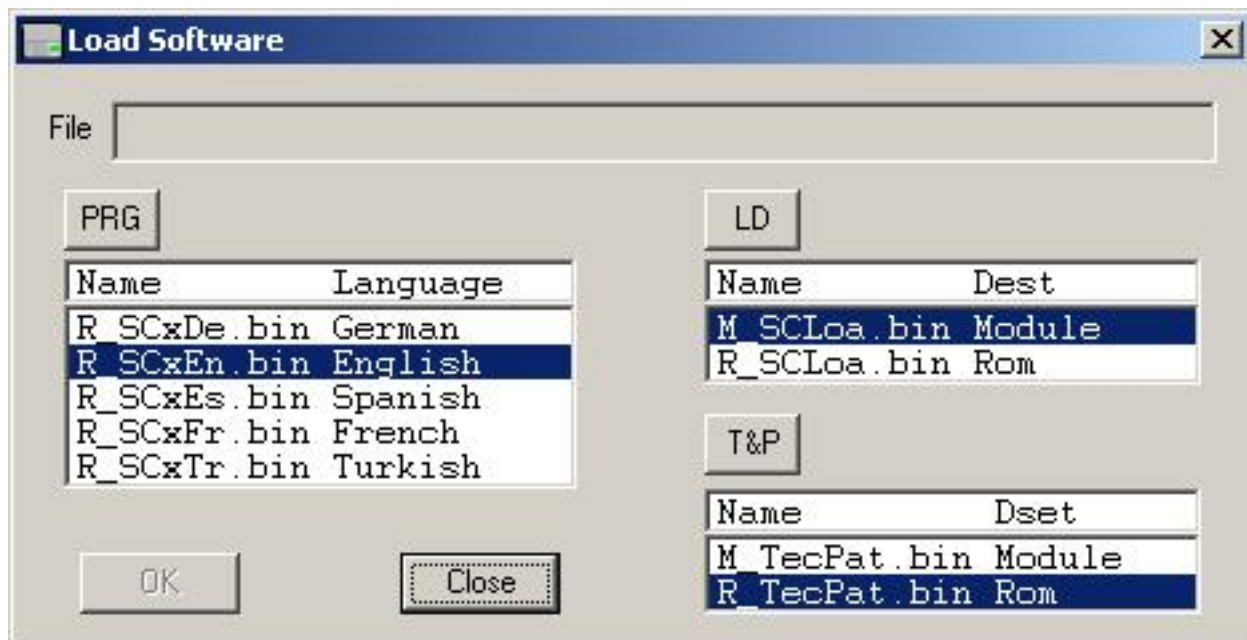 Load Software
File
PRG
Name Language
R_SCxDe.bin German
R_SCxEn.bin English
R_SCxEs.bin Spanish
R_SCxFr.bin French
R_SCxTr.bin Turkish
LD
Name Dest
M_SCLoa.bin Module
R_SCLoa.bin Rom
T&P
Name Dset
M_TecPat.bin Module
R_TecPat.bin Rom
OK
Close